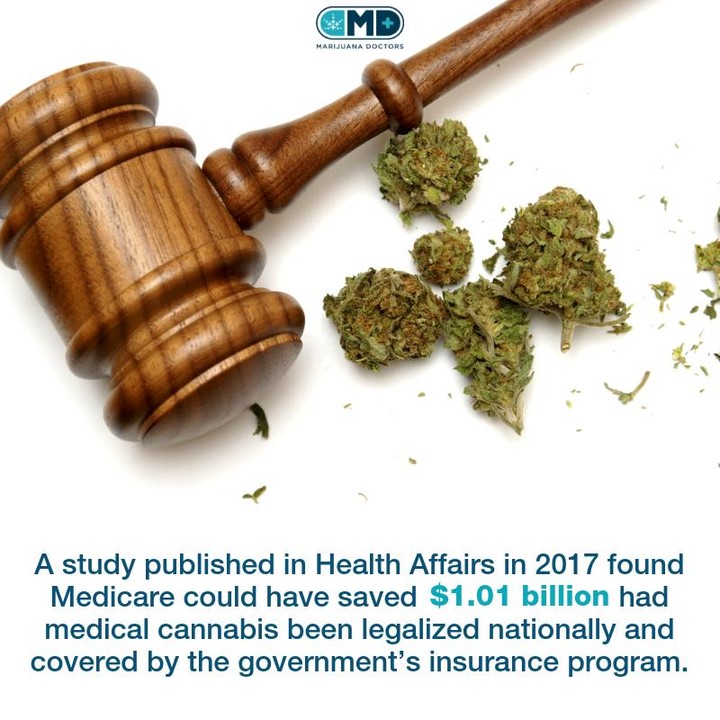 MD
MARIJUANA DOCTORS
A study published in Health Affairs in 2017 found
Medicare could have saved $1.01 billion had
medical cannabis been legalized nationally and
covered by the government's insurance program.